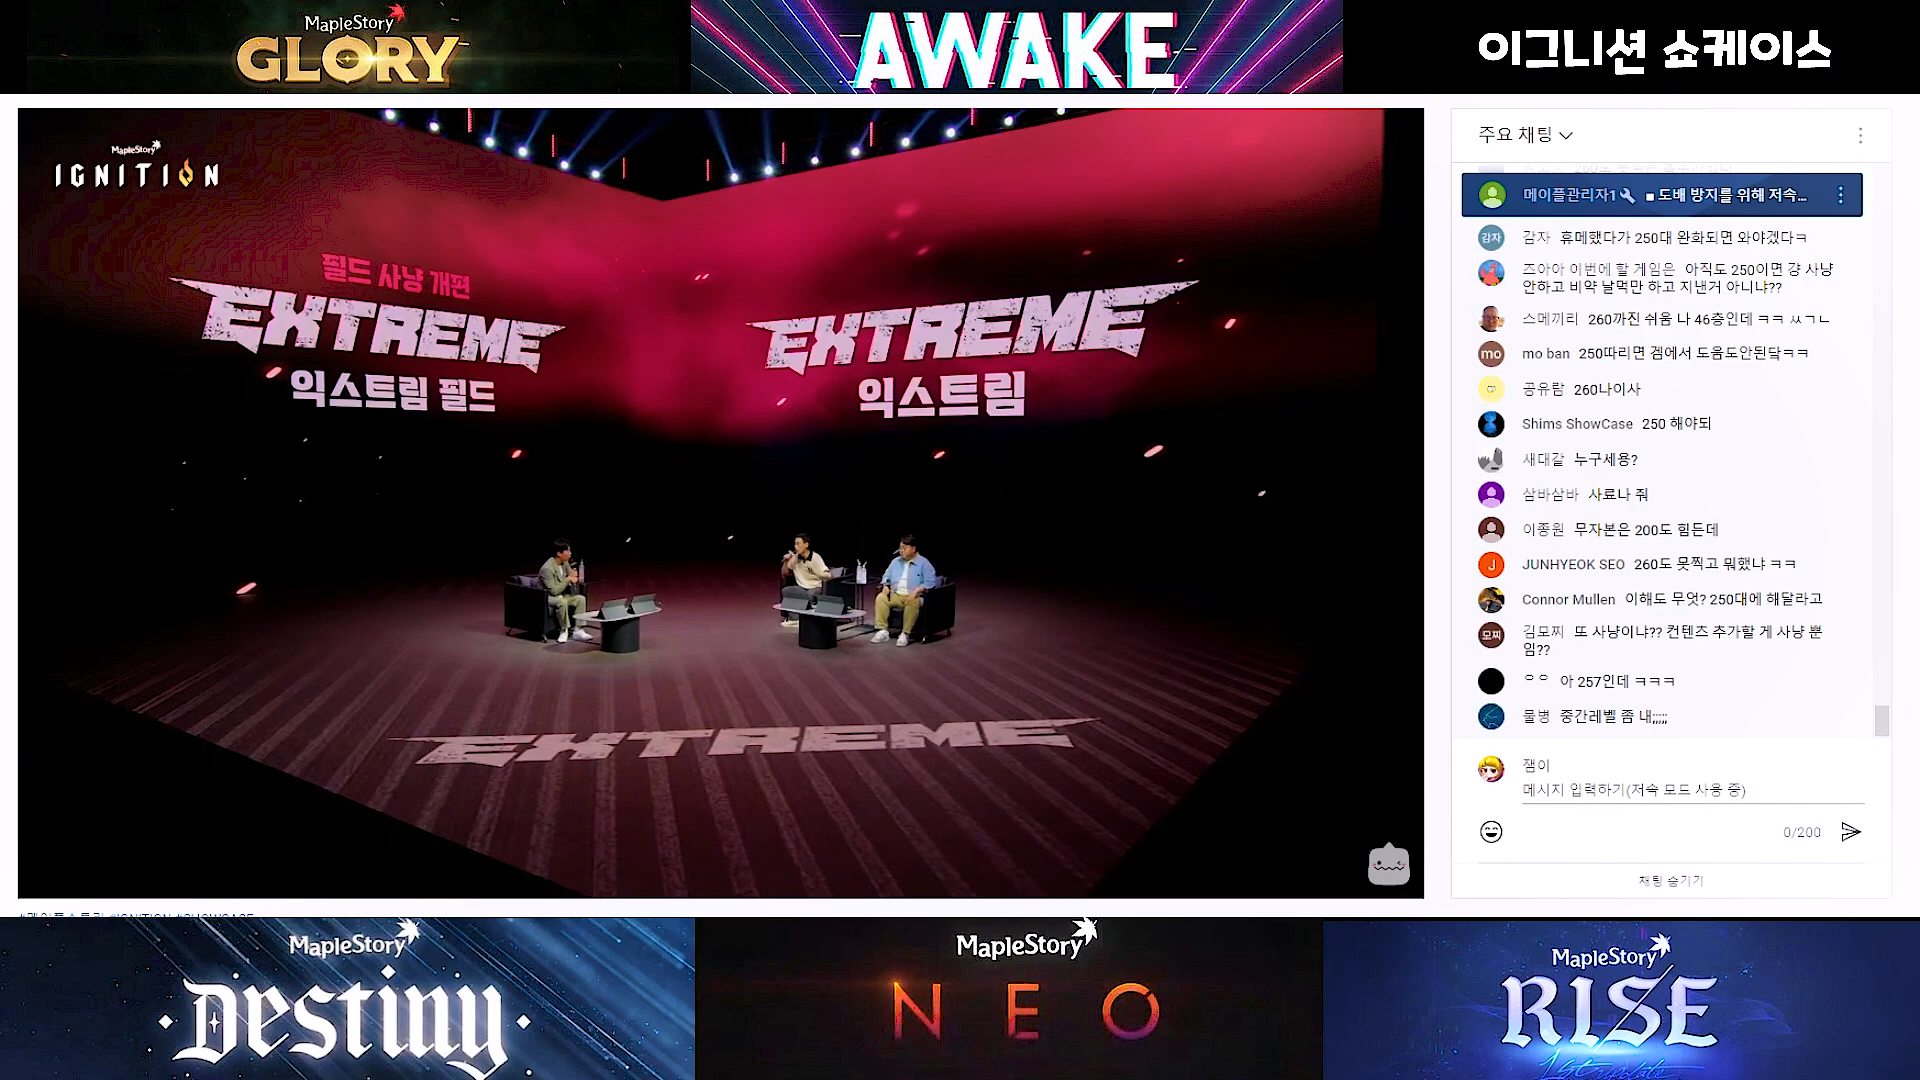 MapleStory
GLORY
AWAKE
이그니션 쇼케이스
MapleStory
IGNITION
필드 사냥 개편
EXTREME
익스트림 필드
EXTREME
익스트림
EXTREME
주요 채팅
메이플관리자1 ■ 도배 방지를 위해 저속...
감자 휴메했다가 250대 완화되면 와야겠다ㅋ
즈아아 이번에 할 게임은 아직도 250이면 걍 사냥
안하고 비약 날먹만 하고 지낸거 아니냐??
스메끼리 260까진 쉬움 나 46층인데 ㅋㅋ ㅆㄱㄴ
mo
mo ban 250따리면 겜에서 도움도안된닼ㅋㅋ
공유람 260나이사
Shims ShowCase 250 해야되
새대갈 누구세용?
삼바삼바 사료나 줘
이종원 무자본은 200도 힘든데
J
JUNHYEOK SEO 260도 못찍고 뭐했냐 ㅋㅋ
Connor Mullen 이해도 무엇? 250대에 해달라고
모찌
김모찌 또 사냥이냐?? 컨텐츠 추가할 게 사냥 뿐
임??
ㅇㅇ 아 257인데 ㅋㅋㅋ
물병 중간레벨 좀 내;;;;;
잼이
메시지 입력하기(저속 모드 사용 중)
0/200
채팅 숨기기
MapleStory
DESTINY
MapleStory
NEO
MapleStory
RISE
1st update